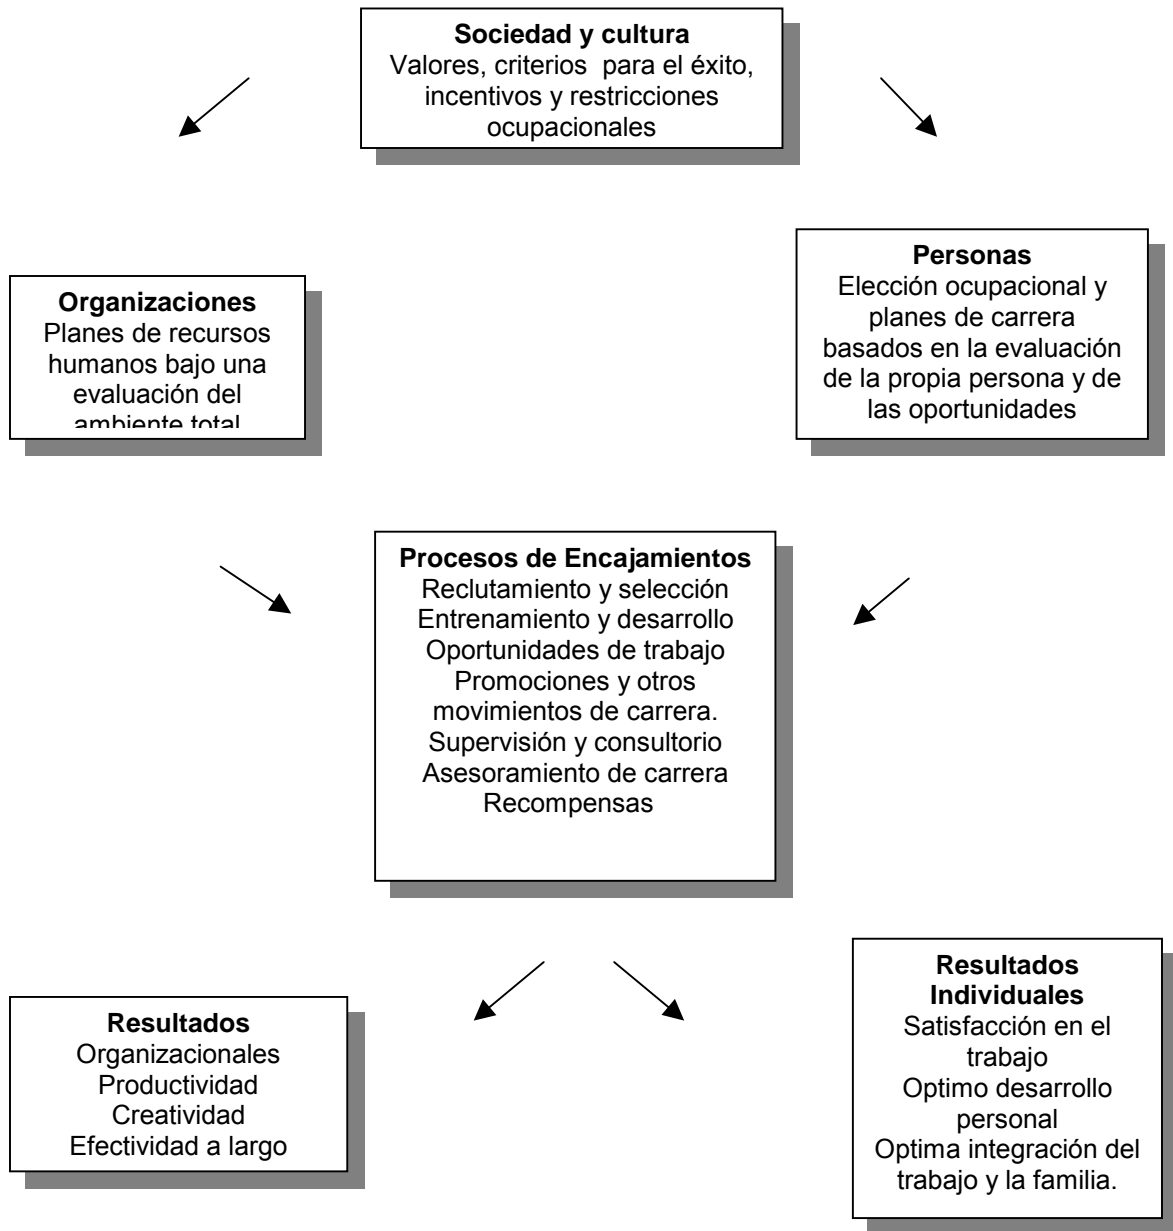 Sociedad y cultura
Valores, criterios para el éxito,
incentivos y restricciones
ocupacionales
Organizaciones
Planes de recursos
humanos bajo una
evaluación del
ambiente total
Personas
Elección ocupacional y
planes de carrera
basados en la evaluación
de la propia persona y de
las oportunidades
Procesos de Encajamientos
Reclutamiento y selección
Entrenamiento y desarrollo
Oportunidades de trabajo
Promociones y otros
movimientos de carrera.
Supervisión y consultorio
Asesoramiento de carrera
Recompensas
Resultados
Organizacionales
Productividad
Creatividad
Efectividad a largo
Resultados
Individuales
Satisfacción en el
trabajo
Optimo desarrollo
personal
Optima integración del
trabajo y la familia.